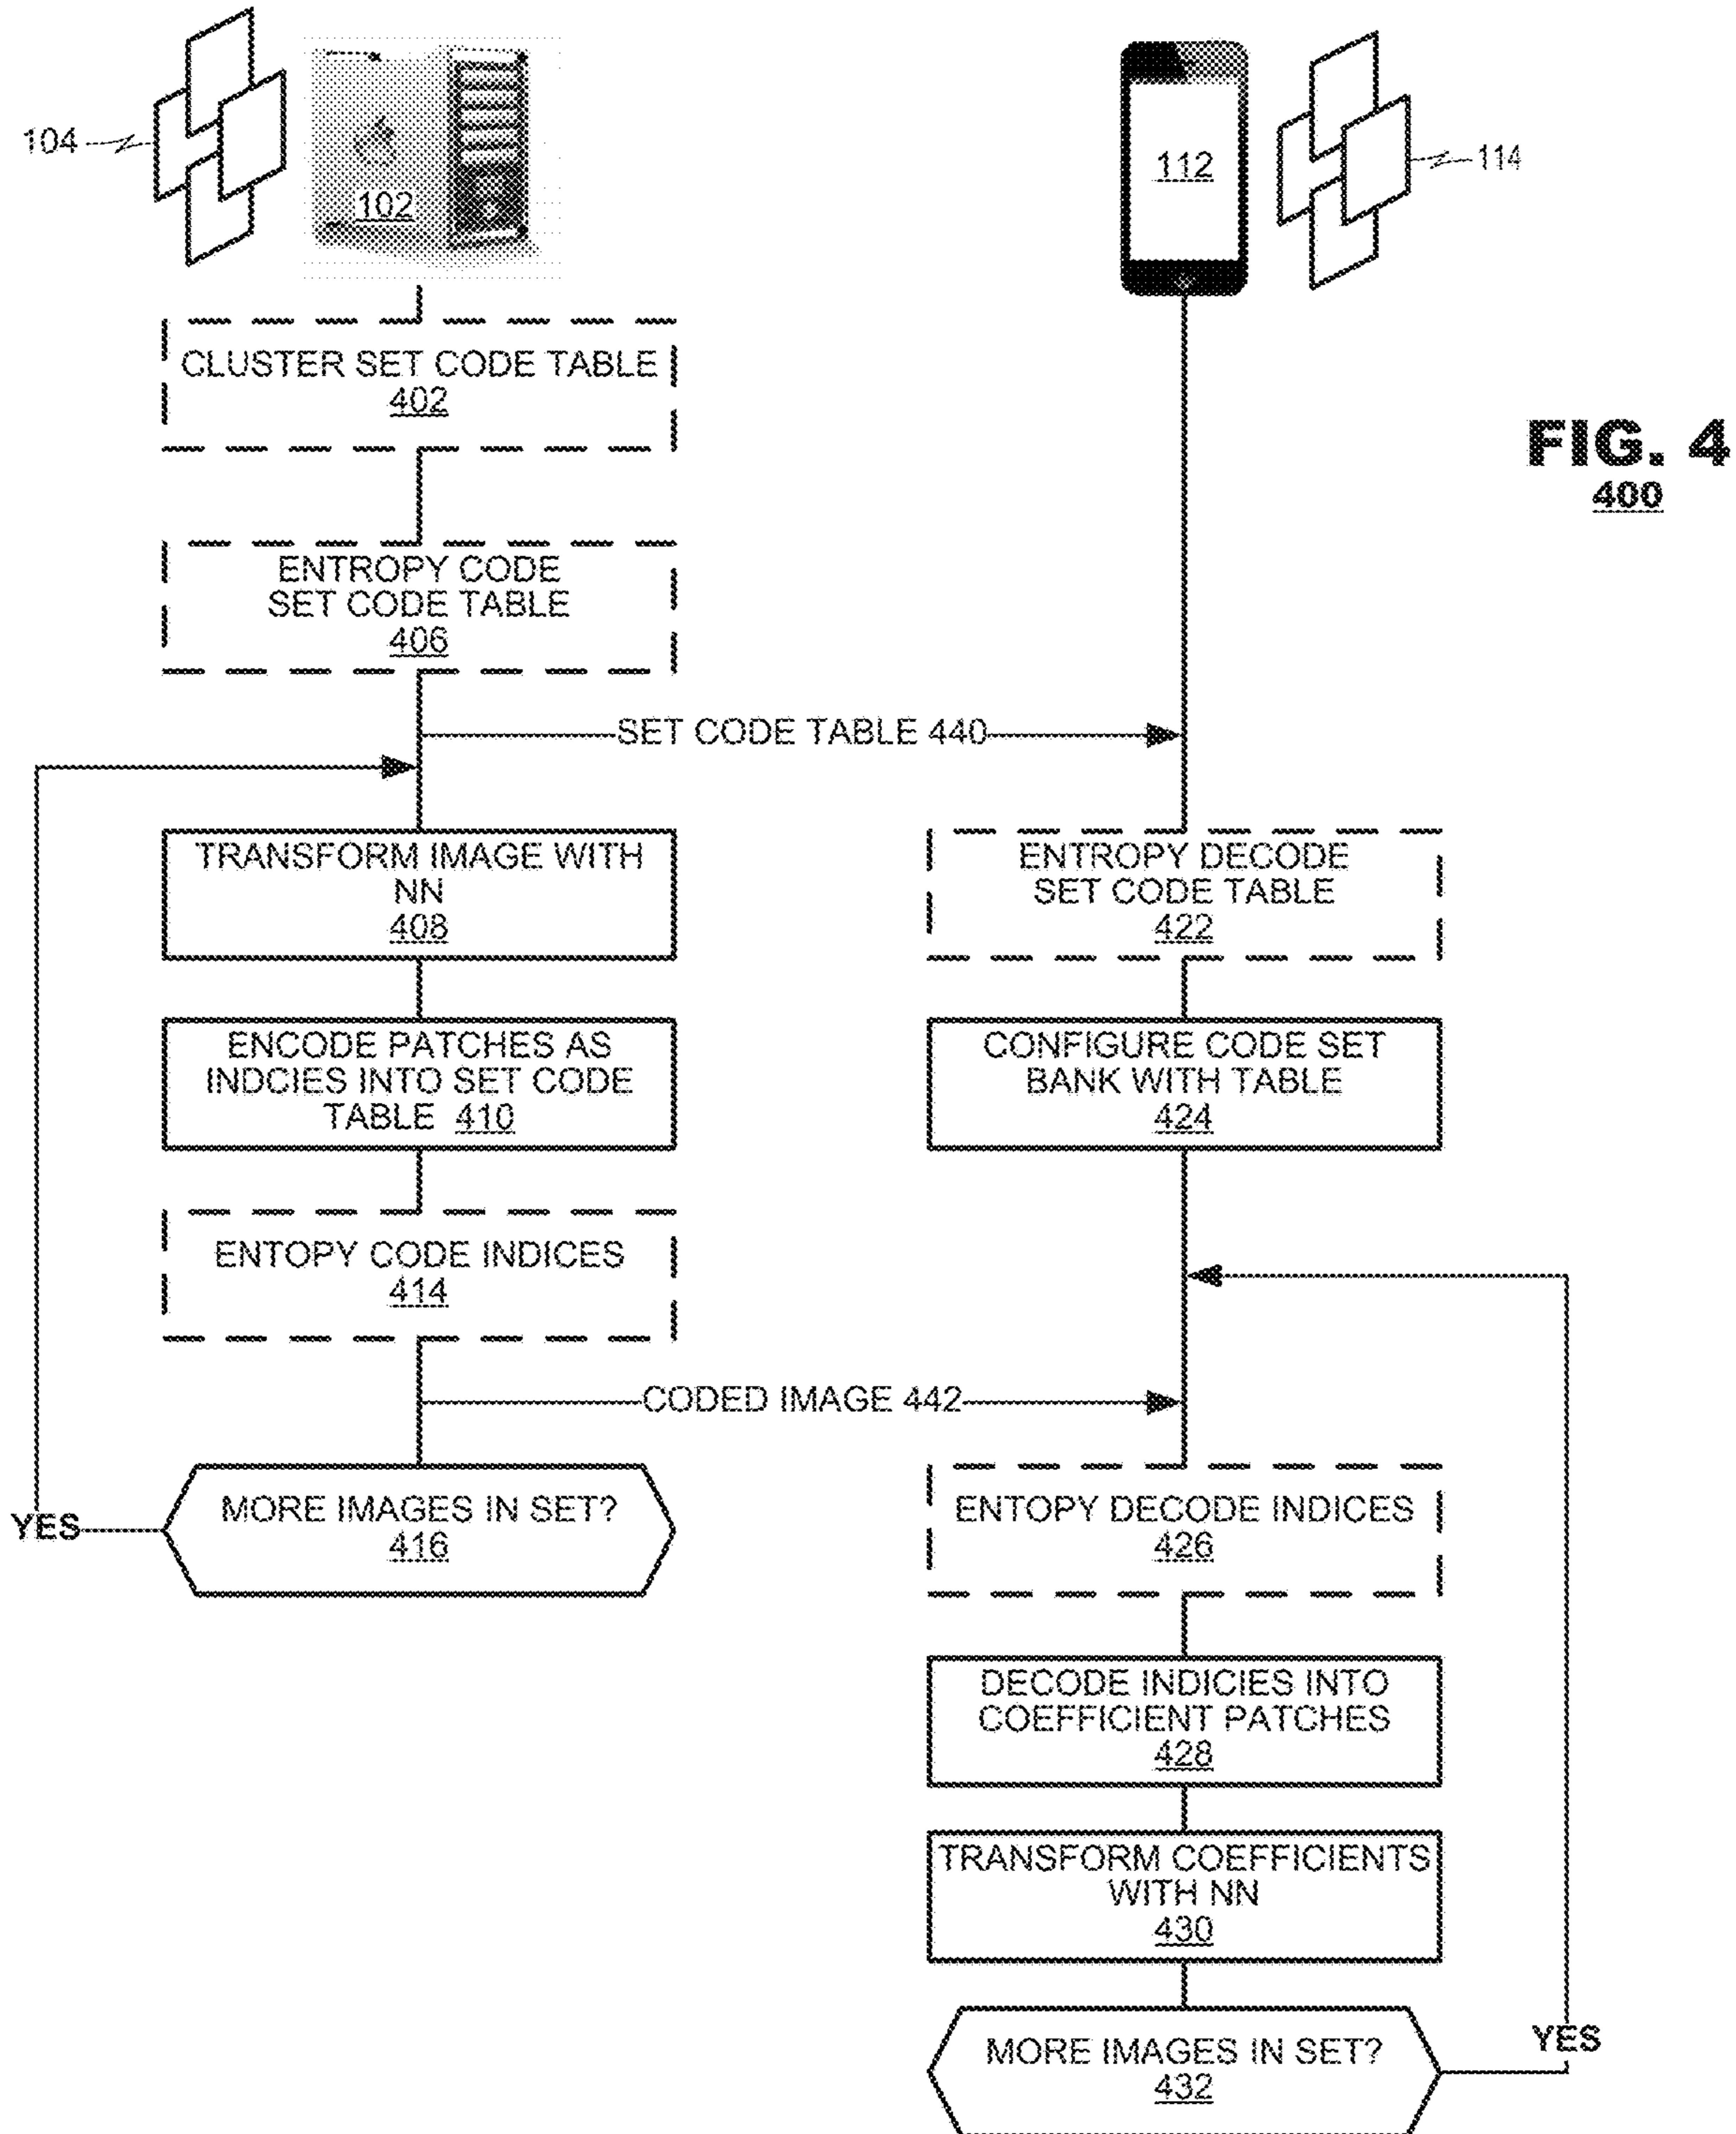 104
102
112
114
CLUSTER SET CODE TABLE
402
FIG. 4
400
ENTROPY CODE
SET CODE TABLE
406
SET CODE TABLE 440
TRANSFORM IMAGE WITH
NN
408
ENTROPY DECODE
SET CODE TABLE
422
ENCODE PATCHES AS
INDCIES INTO SET CODE
TABLE 410
CONFIGURE CODE SET
BANK WITH TABLE
424
ENTOPY CODE INDICES
414
CODED IMAGE 442
MORE IMAGES IN SET?
416
YES
ENTOPY DECODE INDICES
426
DECODE INDICIES INTO
COEFFICIENT PATCHES
428
TRANSFORM COEFFICIENTS
WITH NN
430
MORE IMAGES IN SET?
432
YES